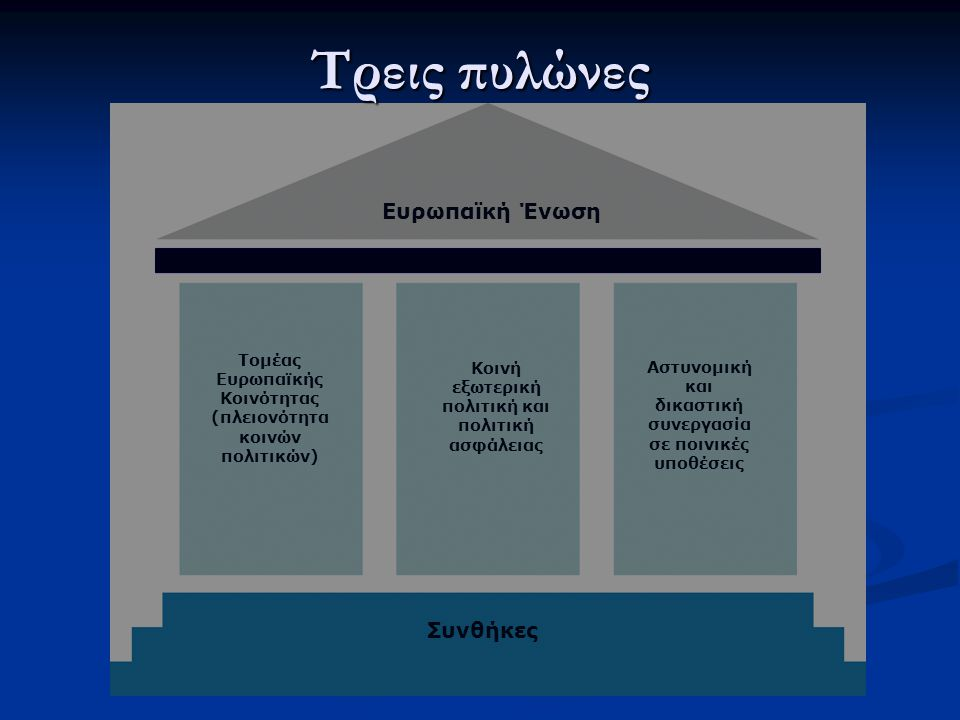 Τρεις πυλώνες
Ευρωπαϊκή Ένωση
Τομέας
Ευρωπαϊκής
Κοινότητας
(πλειονότητα
κοινών
πολιτικών)
Κοινή
εξωτερική
πολιτική και
πολιτική
ασφάλειας
Αστυνομική
και
δικαστική
συνεργασία
σε ποινικές
υποθέσεις
Συνθήκες